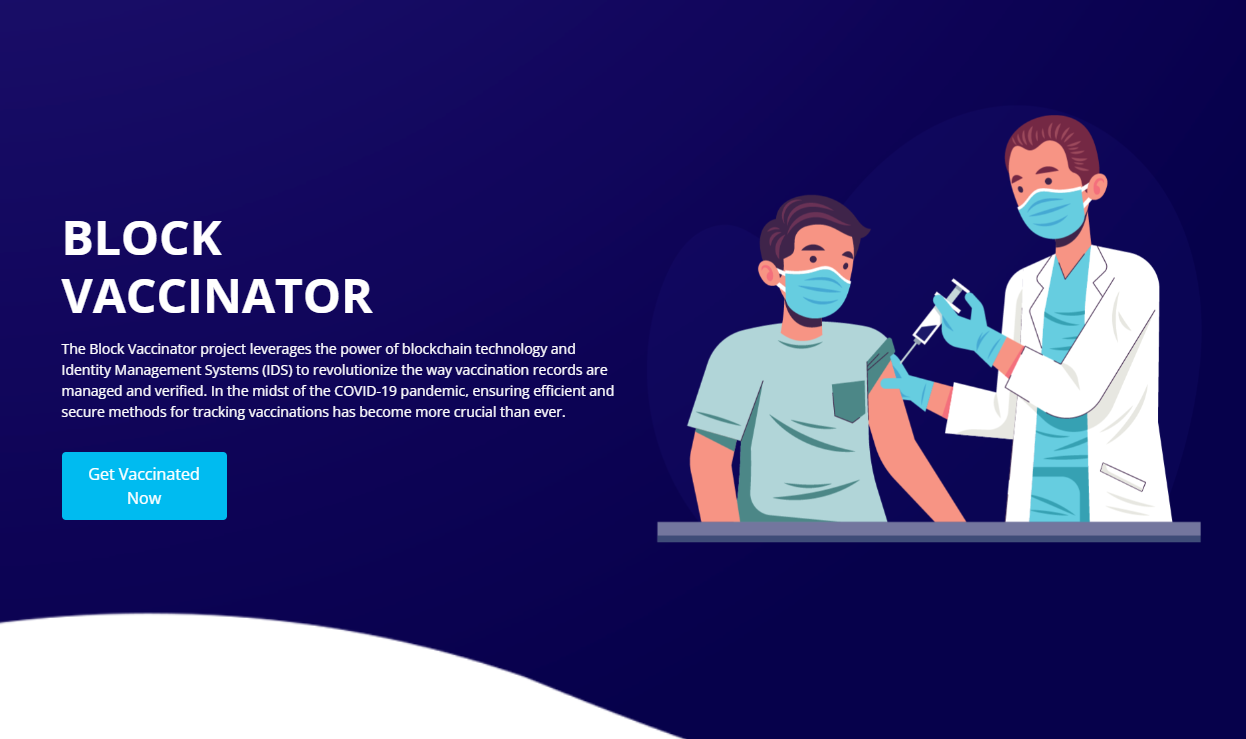 BLOCK
VACCINATOR
The Block Vaccinator project leverages the power of blockchain technology and
Identity Management Systems (IDS) to revolutionize the way vaccination records are
managed and verified. In the midst of the COVID-19 pandemic, ensuring efficient and
secure methods for tracking vaccinations has become more crucial than ever.
Get Vaccinated
Now